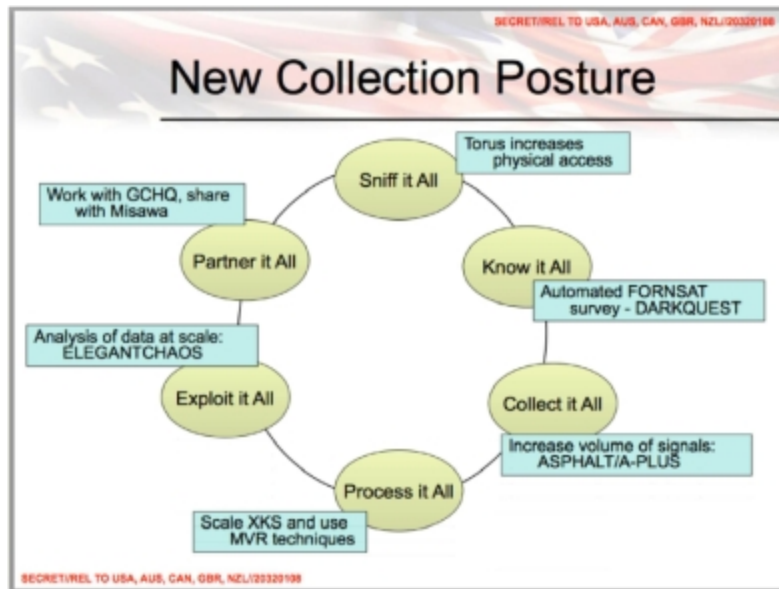 SECRET//REL TO USA, AUS, CAN, GBR, NZL//20320108
New Collection Posture
Sniff it All
Torus increases
physical access
Know it All
Automated FORNSAT
survey - DARKQUEST
Collect it All
Increase volume of signals:
ASPHALT/A-PLUS
Process it All
Scale XKS and use
MVR techniques
Exploit it All
Analysis of data at scale:
ELEGANTCHAOS
Partner it All
Work with GCHQ, share
with Misawa
SECRET//REL TO USA, AUS, CAN, GBR, NZL//20320108